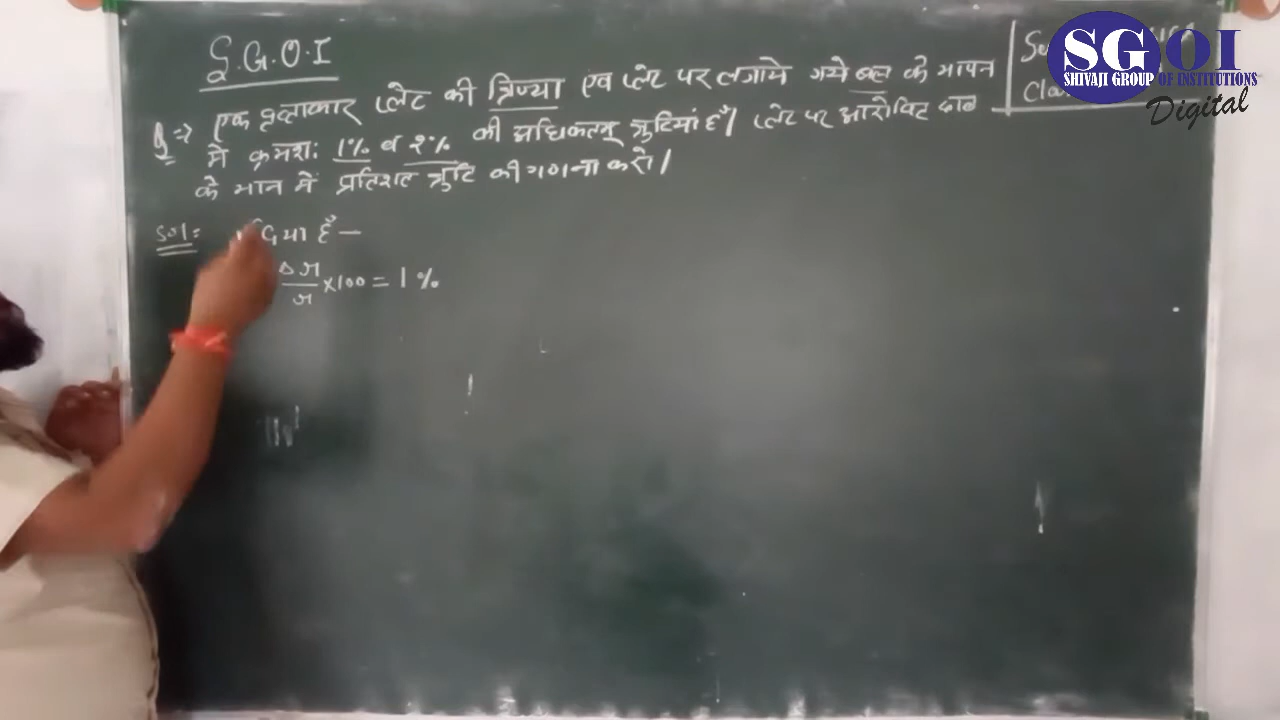 S.G.O.I
Q ⇒ एक वृत्ताकार प्लेट की त्रिज्या एव प्लेट पर लगाये गये बल के मापन
मे क्रमशः 1% व 2% की अधिकतम् त्रुटियां हैं। प्लेट पर आरोपित दाब
के मान में प्रतिशत त्रुटि की गणना करो।
Sol = दिया हैं —
Δr/r × 100 = 1 %
SGOI
SHIVAJI GROUP OF INSTITUTIONS
Digital